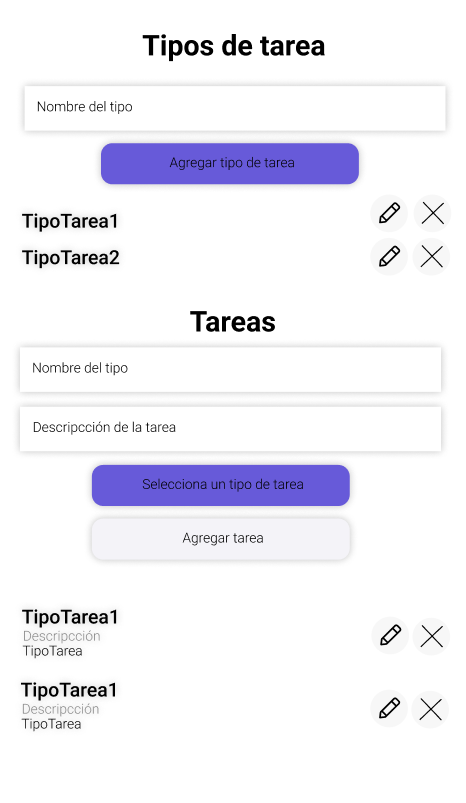 Tipos de tarea
Nombre del tipo
Agregar tipo de tarea
TipoTarea1
TipoTarea2
Tareas
Nombre del tipo
Descripcción de la tarea
Selecciona un tipo de tarea
Agregar tarea
TipoTarea1
Descripcción
TipoTarea
TipoTarea1
Descripcción
TipoTarea